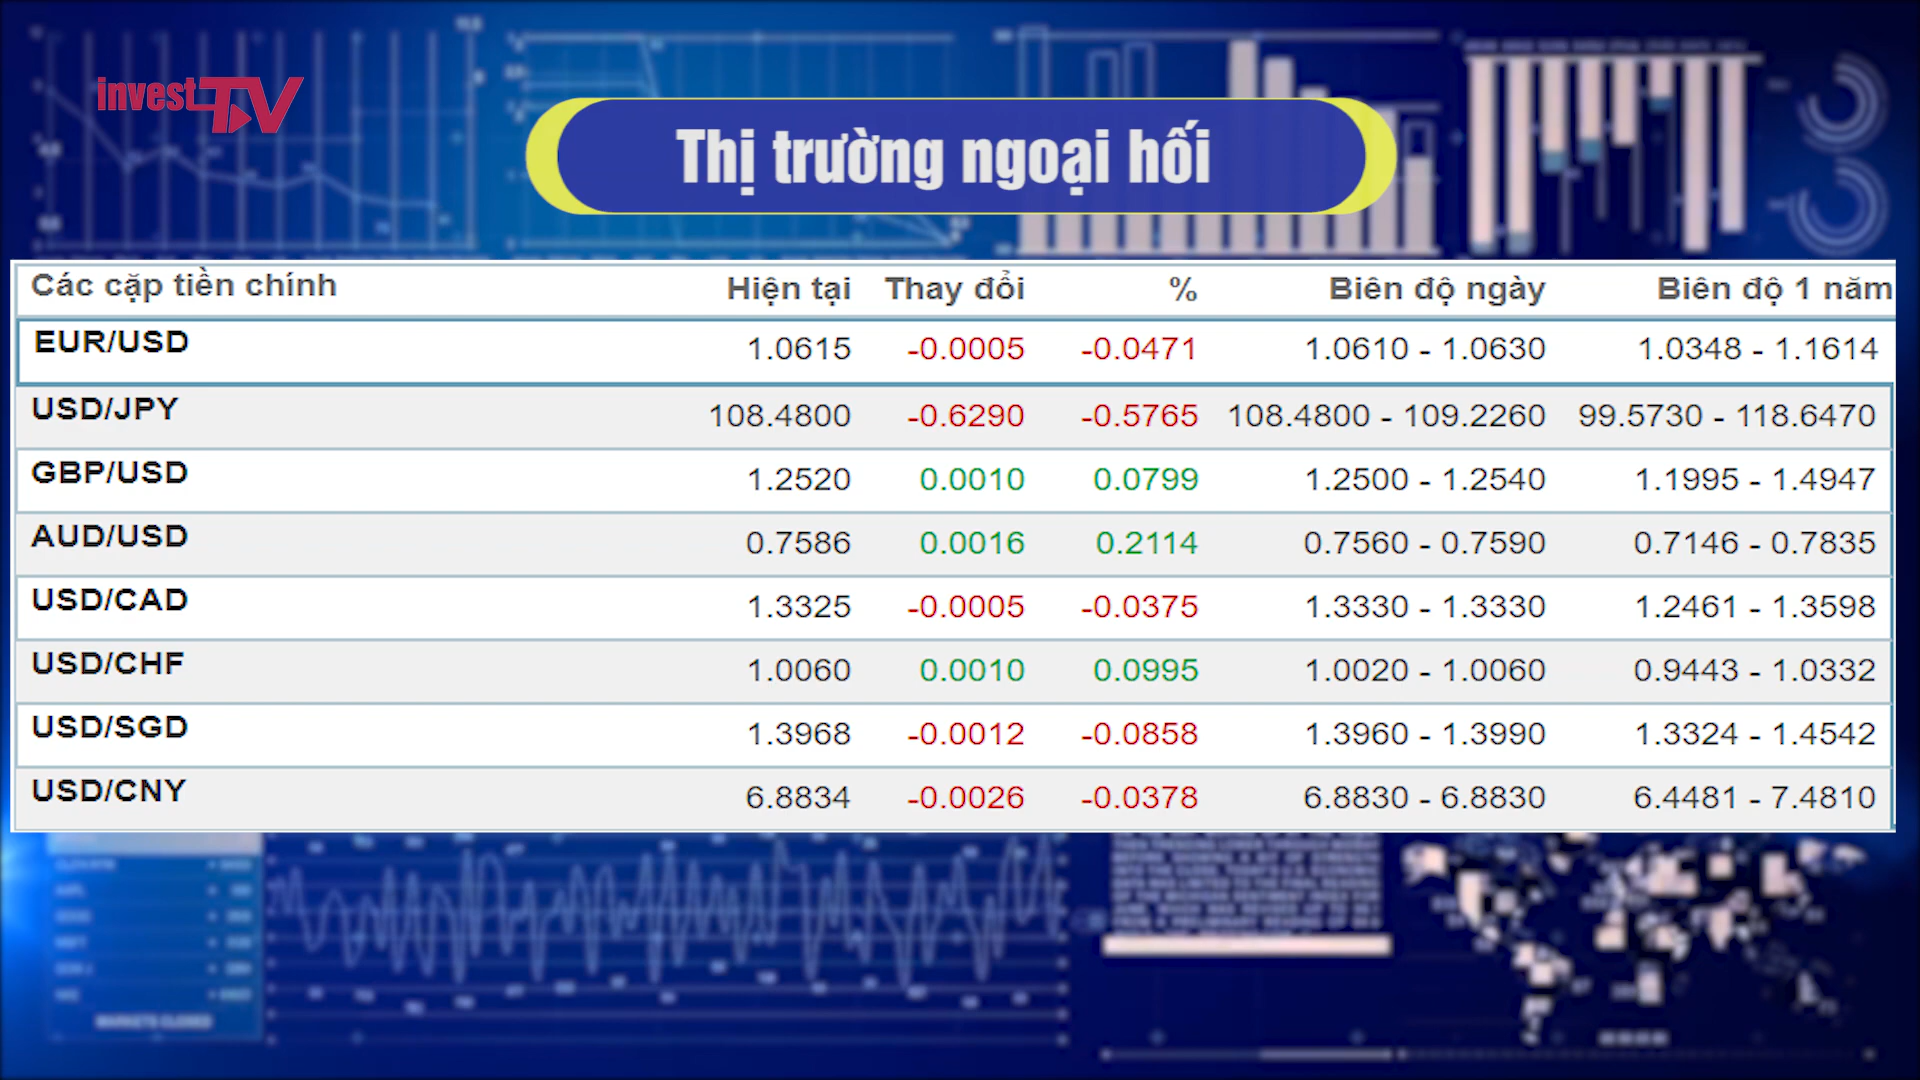 investTV
Thị trường ngoại hối
Các cặp tiền chính Hiện tại Thay đổi % Biên độ ngày Biên độ 1 năm
EUR/USD 1.0615 -0.0005 -0.0471 1.0610 - 1.0630 1.0348 - 1.1614
USD/JPY 108.4800 -0.6290 -0.5765 108.4800 - 109.2260 99.5730 - 118.6470
GBP/USD 1.2520 0.0010 0.0799 1.2500 - 1.2540 1.1995 - 1.4947
AUD/USD 0.7586 0.0016 0.2114 0.7560 - 0.7590 0.7146 - 0.7835
USD/CAD 1.3325 -0.0005 -0.0375 1.3330 - 1.3330 1.2461 - 1.3598
USD/CHF 1.0060 0.0010 0.0995 1.0020 - 1.0060 0.9443 - 1.0332
USD/SGD 1.3968 -0.0012 -0.0858 1.3960 - 1.3990 1.3324 - 1.4542
USD/CNY 6.8834 -0.0026 -0.0378 6.8830 - 6.8830 6.4481 - 7.4810
MARKETS CLOSED